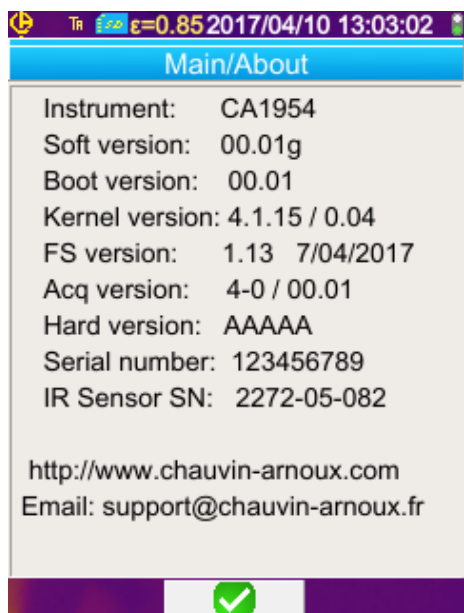 TA SD ε=0.85 2017/04/10 13:03:02
Main/About
Instrument: CA1954
Soft version: 00.01g
Boot version: 00.01
Kernel version: 4.1.15 / 0.04
FS version: 1.13 7/04/2017
Acq version: 4-0 / 00.01
Hard version: AAAAA
Serial number: 123456789
IR Sensor SN: 2272-05-082
http://www.chauvin-arnoux.com
Email: support@chauvin-arnoux.fr